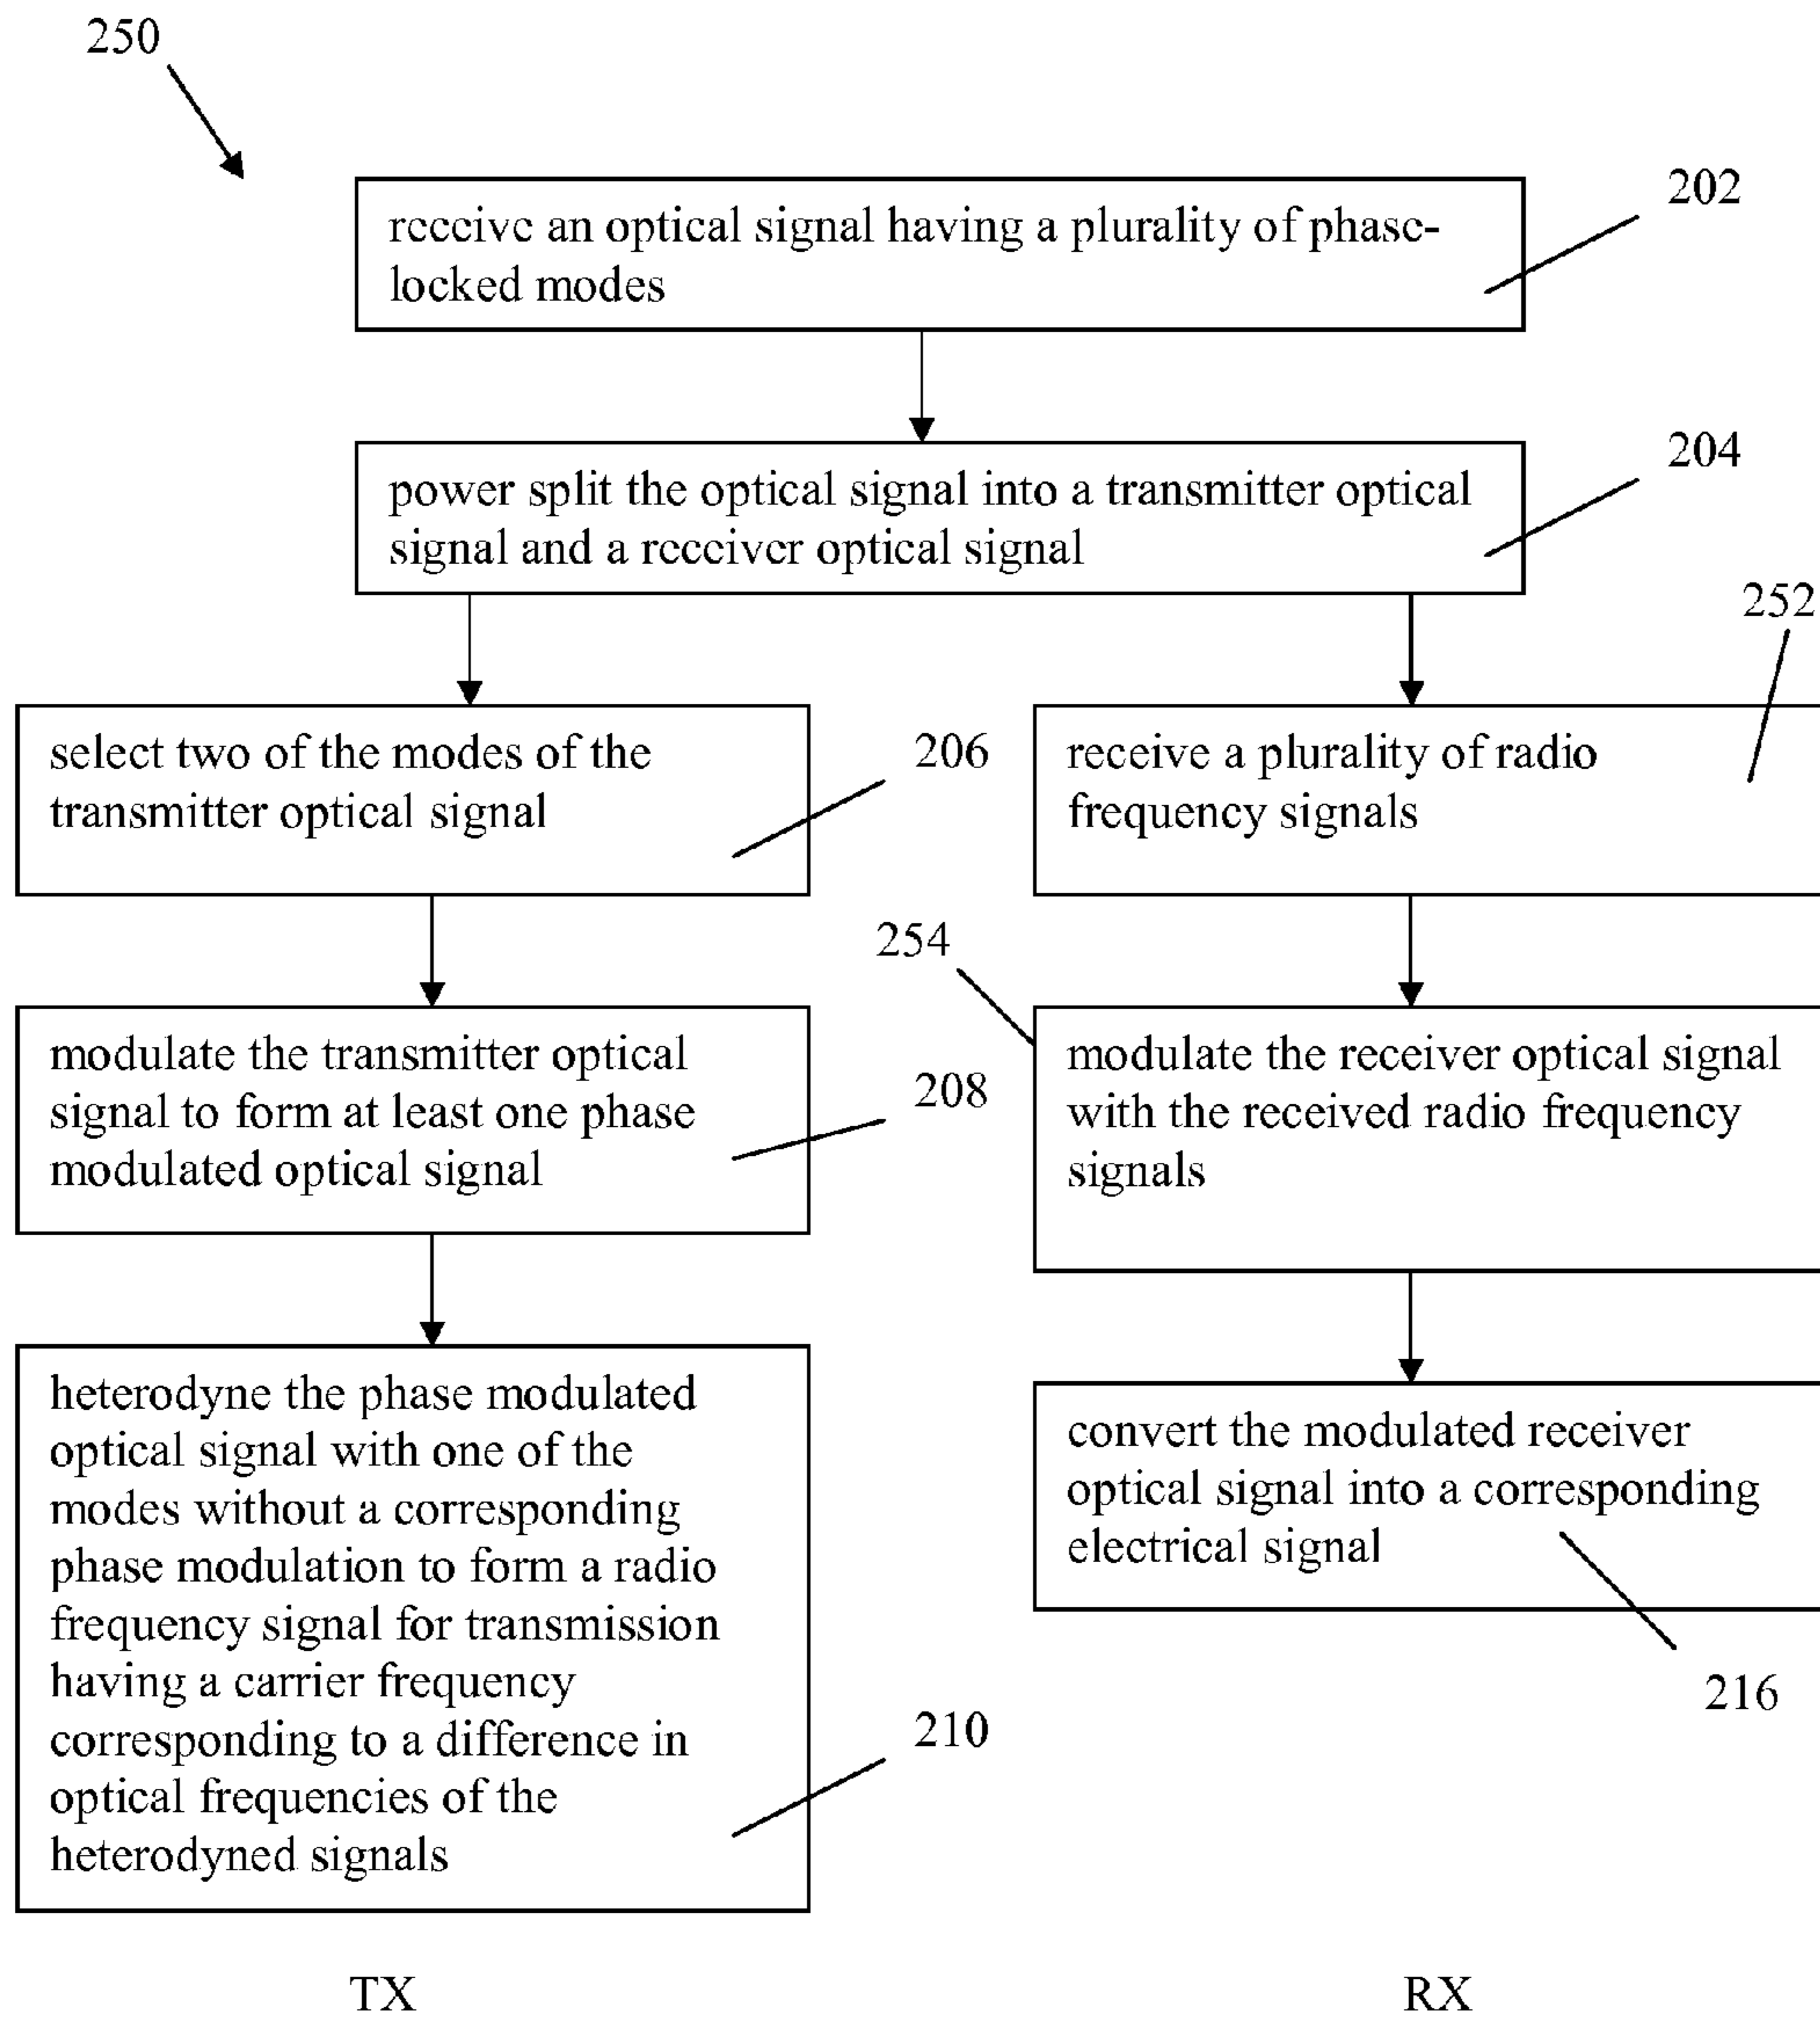 250
202
receive an optical signal having a plurality of phase-
locked modes
204
power split the optical signal into a transmitter optical
signal and a receiver optical signal
252
select two of the modes of the
transmitter optical signal
206
receive a plurality of radio
frequency signals
254
modulate the transmitter optical
signal to form at least one phase
modulated optical signal
208
modulate the receiver optical signal
with the received radio frequency
signals
heterodyne the phase modulated
optical signal with one of the
modes without a corresponding
phase modulation to form a radio
frequency signal for transmission
having a carrier frequency
corresponding to a difference in
optical frequencies of the
heterodyned signals
210
convert the modulated receiver
optical signal into a corresponding
electrical signal
216
TX
RX